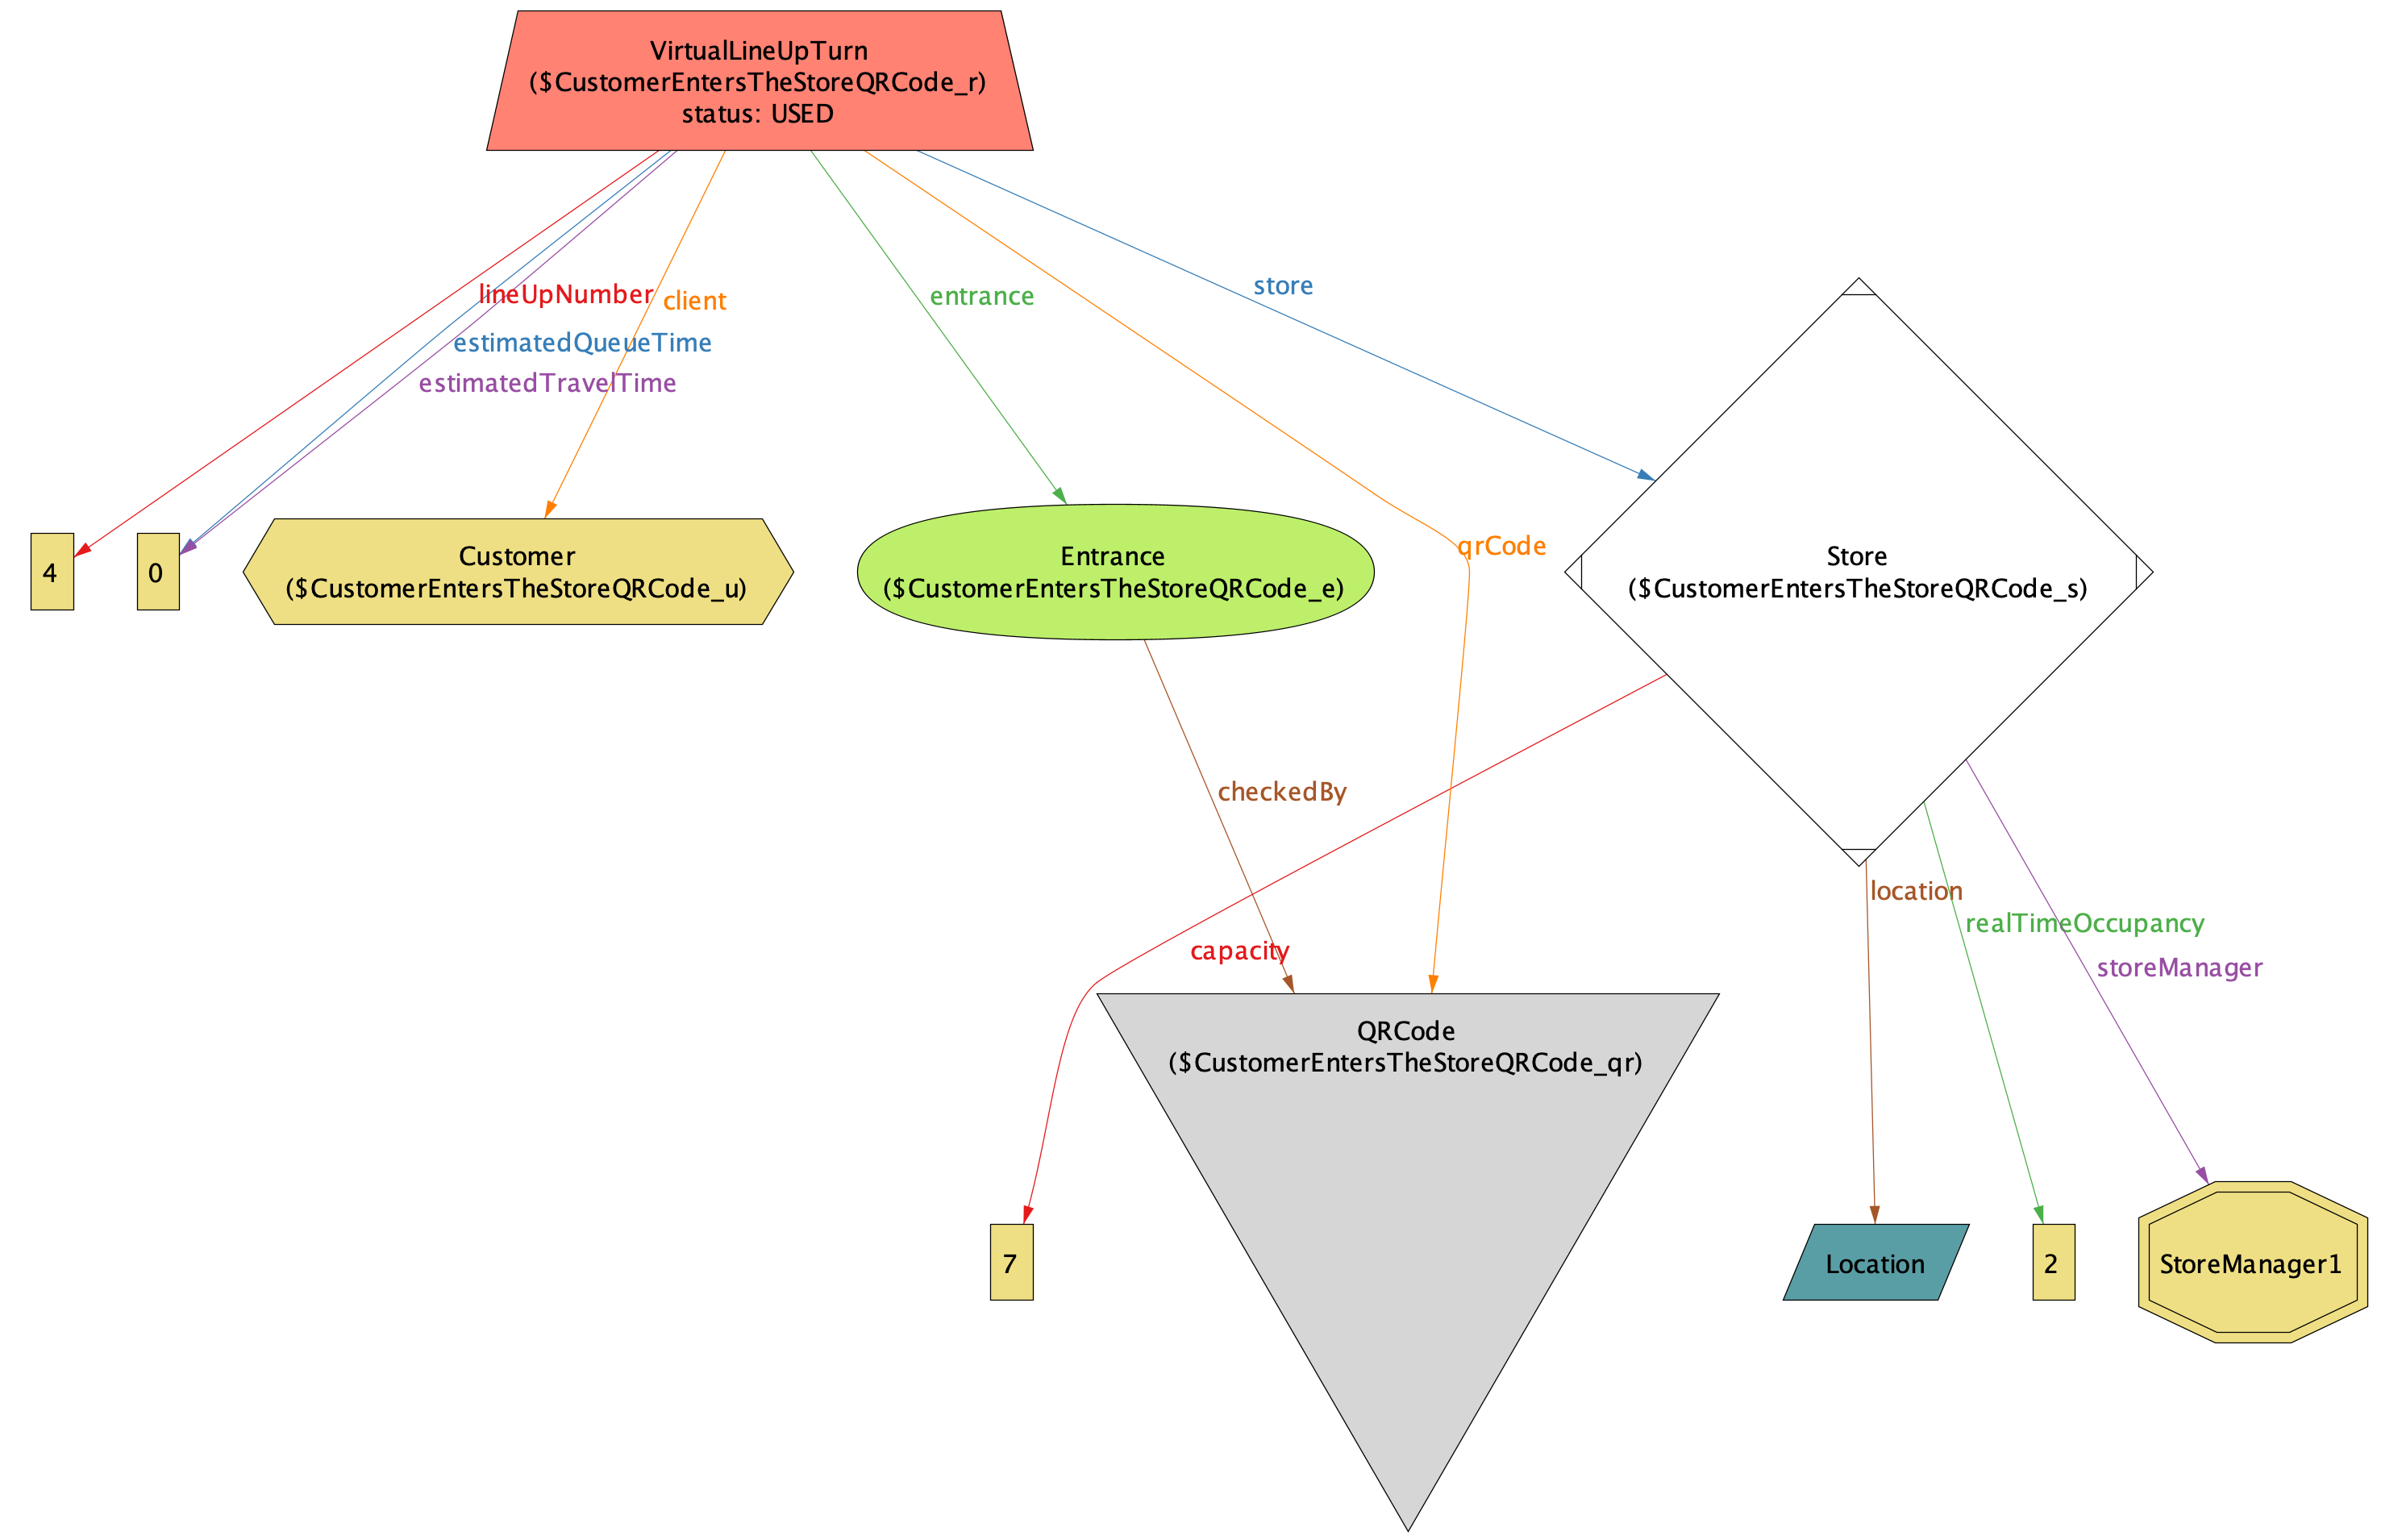 VirtualLineUpTurn
($CustomerEntersTheStoreQRCode_r)
status: USED
lineUpNumber
client
entrance
store
estimatedQueueTime
estimatedTravelTime
4
0
Customer
($CustomerEntersTheStoreQRCode_u)
Entrance
($CustomerEntersTheStoreQRCode_e)
qrCode
Store
($CustomerEntersTheStoreQRCode_s)
checkedBy
location
realTimeOccupancy
capacity
storeManager
QRCode
($CustomerEntersTheStoreQRCode_qr)
7
Location
2
StoreManager1